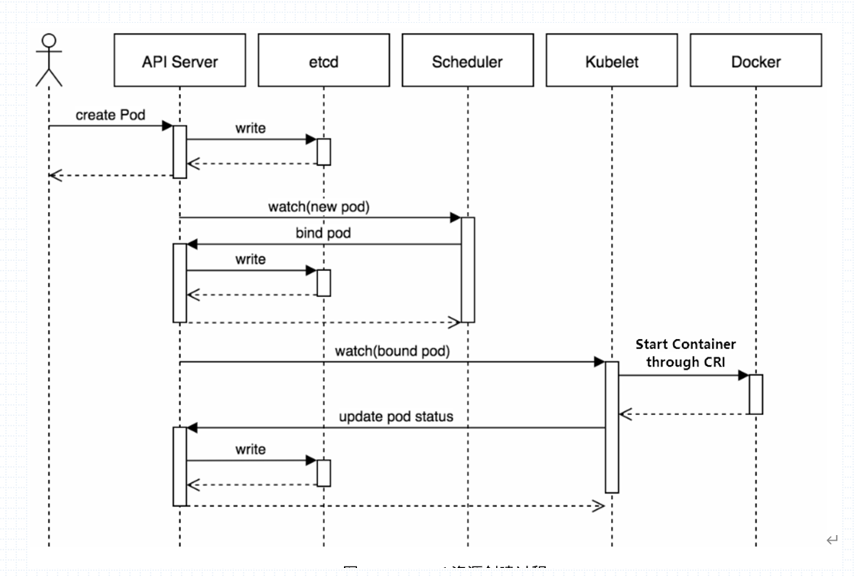 API Server
etcd
Scheduler
Kubelet
Docker
create Pod
write
watch(new pod)
bind pod
write
watch(bound pod)
Start Container
through CRI
update pod status
write